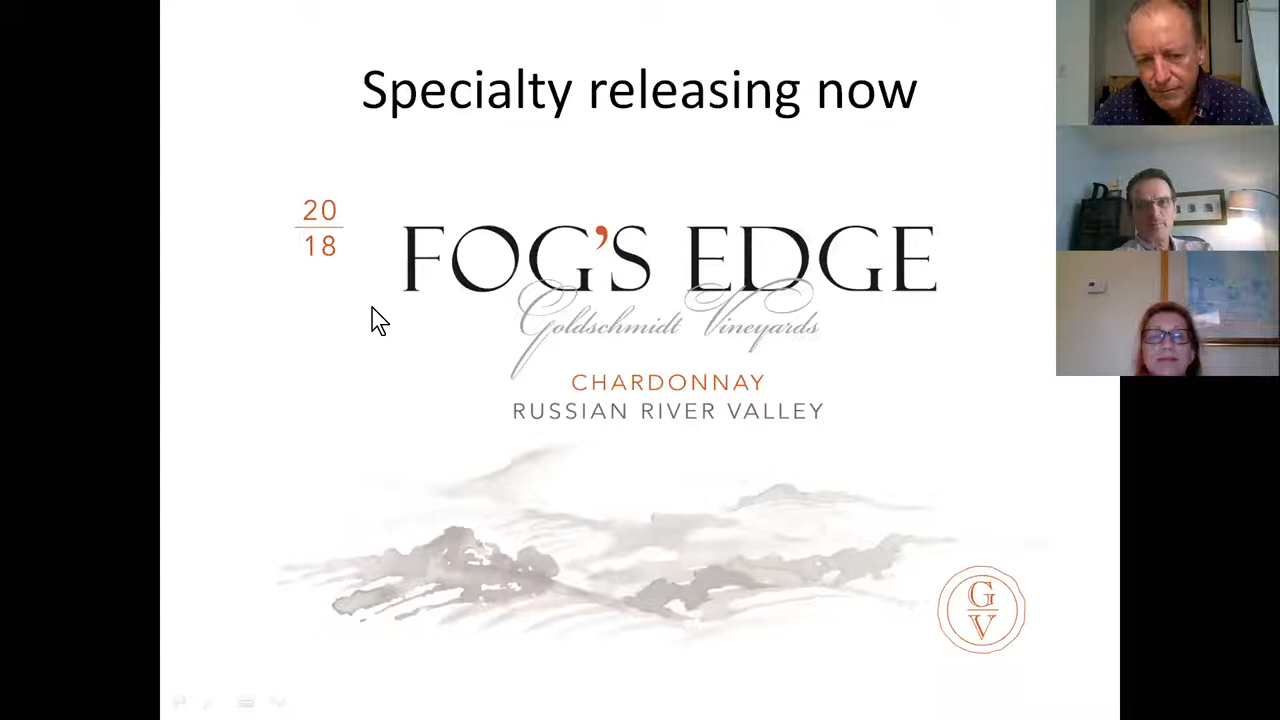 Specialty releasing now
20
18
FOG'S EDGE
Goldschmidt Vineyards
CHARDONNAY
RUSSIAN RIVER VALLEY
G
V